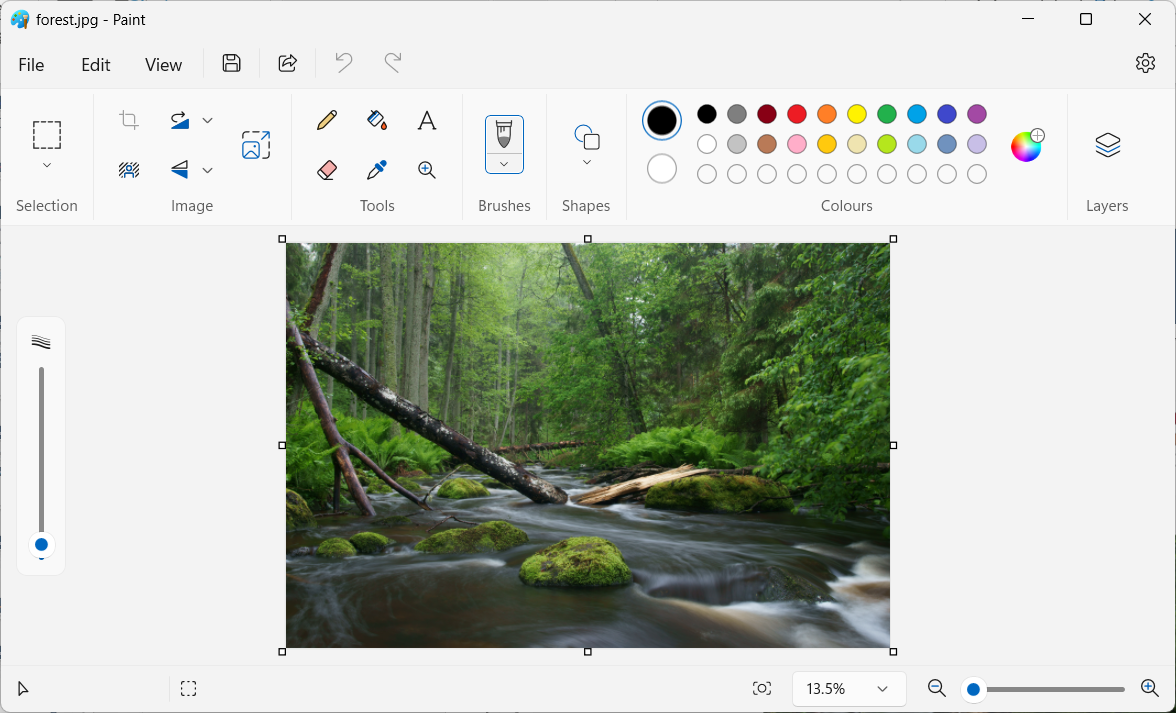 forest.jpg - Paint
File Edit View
Selection Image Tools Brushes Shapes Colours Layers
13.5%